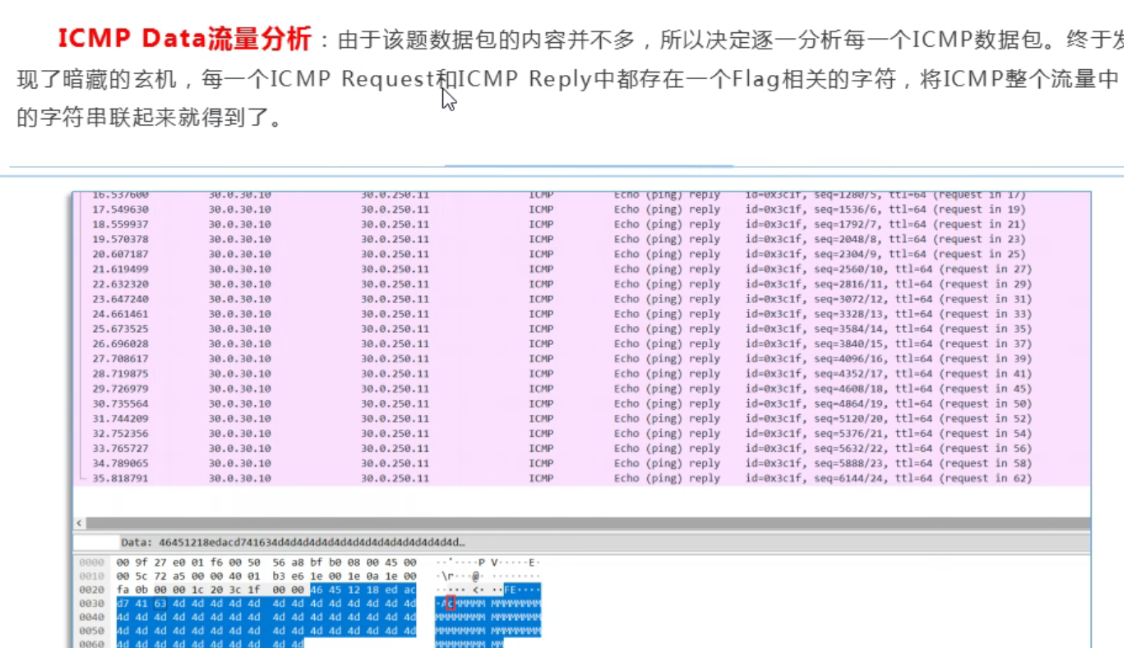 ICMP Data流量分析：由于该题数据包的内容并不多，所以决定逐一分析每一个ICMP数据包。终于发
现了暗藏的玄机，每一个ICMP Request和ICMP Reply中都存在一个Flag相关的字符，将ICMP整个流量中
的字符串联起来就得到了。
16.537600 30.0.30.10 30.0.250.11 ICMP Echo (ping) reply id=0x3c1f, seq=1280/5, ttl=64 (request in 17)
17.549630 30.0.30.10 30.0.250.11 ICMP Echo (ping) reply id=0x3c1f, seq=1536/6, ttl=64 (request in 19)
18.559937 30.0.30.10 30.0.250.11 ICMP Echo (ping) reply id=0x3c1f, seq=1792/7, ttl=64 (request in 21)
19.570378 30.0.30.10 30.0.250.11 ICMP Echo (ping) reply id=0x3c1f, seq=2048/8, ttl=64 (request in 23)
20.607187 30.0.30.10 30.0.250.11 ICMP Echo (ping) reply id=0x3c1f, seq=2304/9, ttl=64 (request in 25)
21.619499 30.0.30.10 30.0.250.11 ICMP Echo (ping) reply id=0x3c1f, seq=2560/10, ttl=64 (request in 27)
22.632320 30.0.30.10 30.0.250.11 ICMP Echo (ping) reply id=0x3c1f, seq=2816/11, ttl=64 (request in 29)
23.647240 30.0.30.10 30.0.250.11 ICMP Echo (ping) reply id=0x3c1f, seq=3072/12, ttl=64 (request in 31)
24.661461 30.0.30.10 30.0.250.11 ICMP Echo (ping) reply id=0x3c1f, seq=3328/13, ttl=64 (request in 33)
25.673525 30.0.30.10 30.0.250.11 ICMP Echo (ping) reply id=0x3c1f, seq=3584/14, ttl=64 (request in 35)
26.696028 30.0.30.10 30.0.250.11 ICMP Echo (ping) reply id=0x3c1f, seq=3840/15, ttl=64 (request in 37)
27.708617 30.0.30.10 30.0.250.11 ICMP Echo (ping) reply id=0x3c1f, seq=4096/16, ttl=64 (request in 39)
28.719875 30.0.30.10 30.0.250.11 ICMP Echo (ping) reply id=0x3c1f, seq=4352/17, ttl=64 (request in 41)
29.726979 30.0.30.10 30.0.250.11 ICMP Echo (ping) reply id=0x3c1f, seq=4608/18, ttl=64 (request in 45)
30.735564 30.0.30.10 30.0.250.11 ICMP Echo (ping) reply id=0x3c1f, seq=4864/19, ttl=64 (request in 50)
31.744209 30.0.30.10 30.0.250.11 ICMP Echo (ping) reply id=0x3c1f, seq=5120/20, ttl=64 (request in 52)
32.752356 30.0.30.10 30.0.250.11 ICMP Echo (ping) reply id=0x3c1f, seq=5376/21, ttl=64 (request in 54)
33.765727 30.0.30.10 30.0.250.11 ICMP Echo (ping) reply id=0x3c1f, seq=5632/22, ttl=64 (request in 56)
34.789065 30.0.30.10 30.0.250.11 ICMP Echo (ping) reply id=0x3c1f, seq=5888/23, ttl=64 (request in 58)
35.818791 30.0.30.10 30.0.250.11 ICMP Echo (ping) reply id=0x3c1f, seq=6144/24, ttl=64 (request in 62)
Data: 46451218edacd741634d4d4d4d4d4d4d4d4d4d4d4d4d4d4d…
0000 00 9f 27 e0 01 f6 00 50 56 a8 bf b0 08 00 45 00 ··'····P V·····E·
0010 00 5c 72 a5 00 00 40 01 b3 e6 1e 00 1e 0a 1e 00 ·\r···@· ········
0020 fa 0b 00 00 1c 20 3c 1f 00 00 46 45 12 18 ed ac ····· <· ··FE····
0030 d7 41 63 4d 4d 4d 4d 4d 4d 4d 4d 4d 4d 4d 4d 4d ·AcMMMMM MMMMMMMM
0040 4d 4d 4d 4d 4d 4d 4d 4d 4d 4d 4d 4d 4d 4d 4d 4d MMMMMMMM MMMMMMMM
0050 4d 4d 4d 4d 4d 4d 4d 4d 4d 4d 4d 4d 4d 4d 4d 4d MMMMMMMM MMMMMMMM
0060 4d 4d 4d 4d 4d 4d 4d 4d 4d 4d MMMMMMMM MM